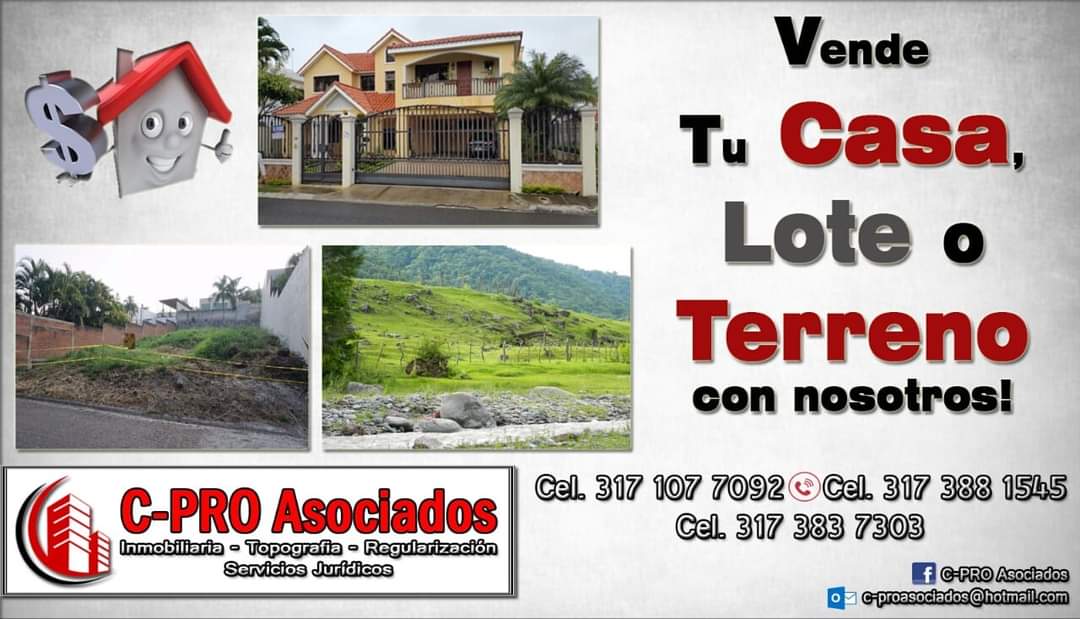 Vende
Tu Casa,
Lote o
Terreno
con nosotros!
C-PRO Asociados
Inmobiliaria - Topografia - Regularización
Servicios Jurídicos
Cel. 317 107 7092 Cel. 317 388 1545
Cel. 317 383 7303
C-PRO Asociados
c-proasociados@hotmail.com